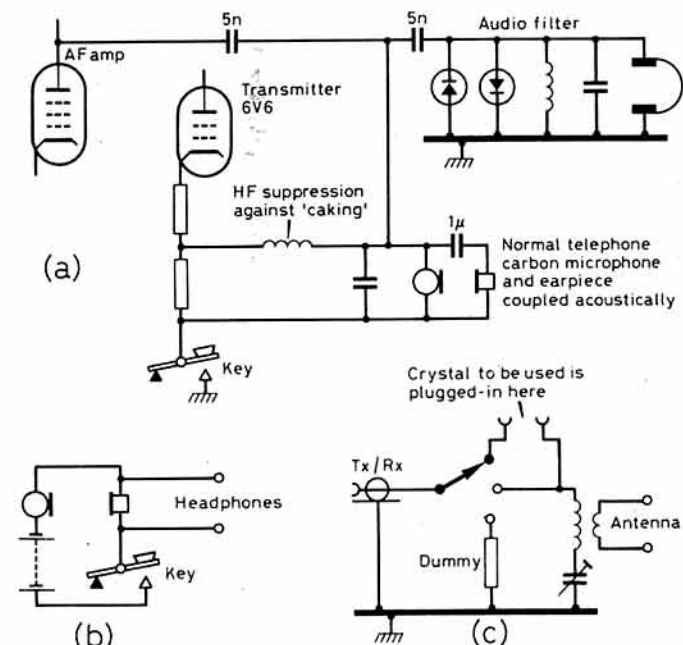 5n
5n
Audio filter
AF amp
Transmitter
6V6
HF suppression
against 'caking'
1μ
Normal telephone
carbon microphone
and earpiece
coupled acoustically
(a)
Key
Crystal to be used is
plugged-in here
Tx/Rx
Headphones
Antenna
Key
Dummy
(b)
(c)